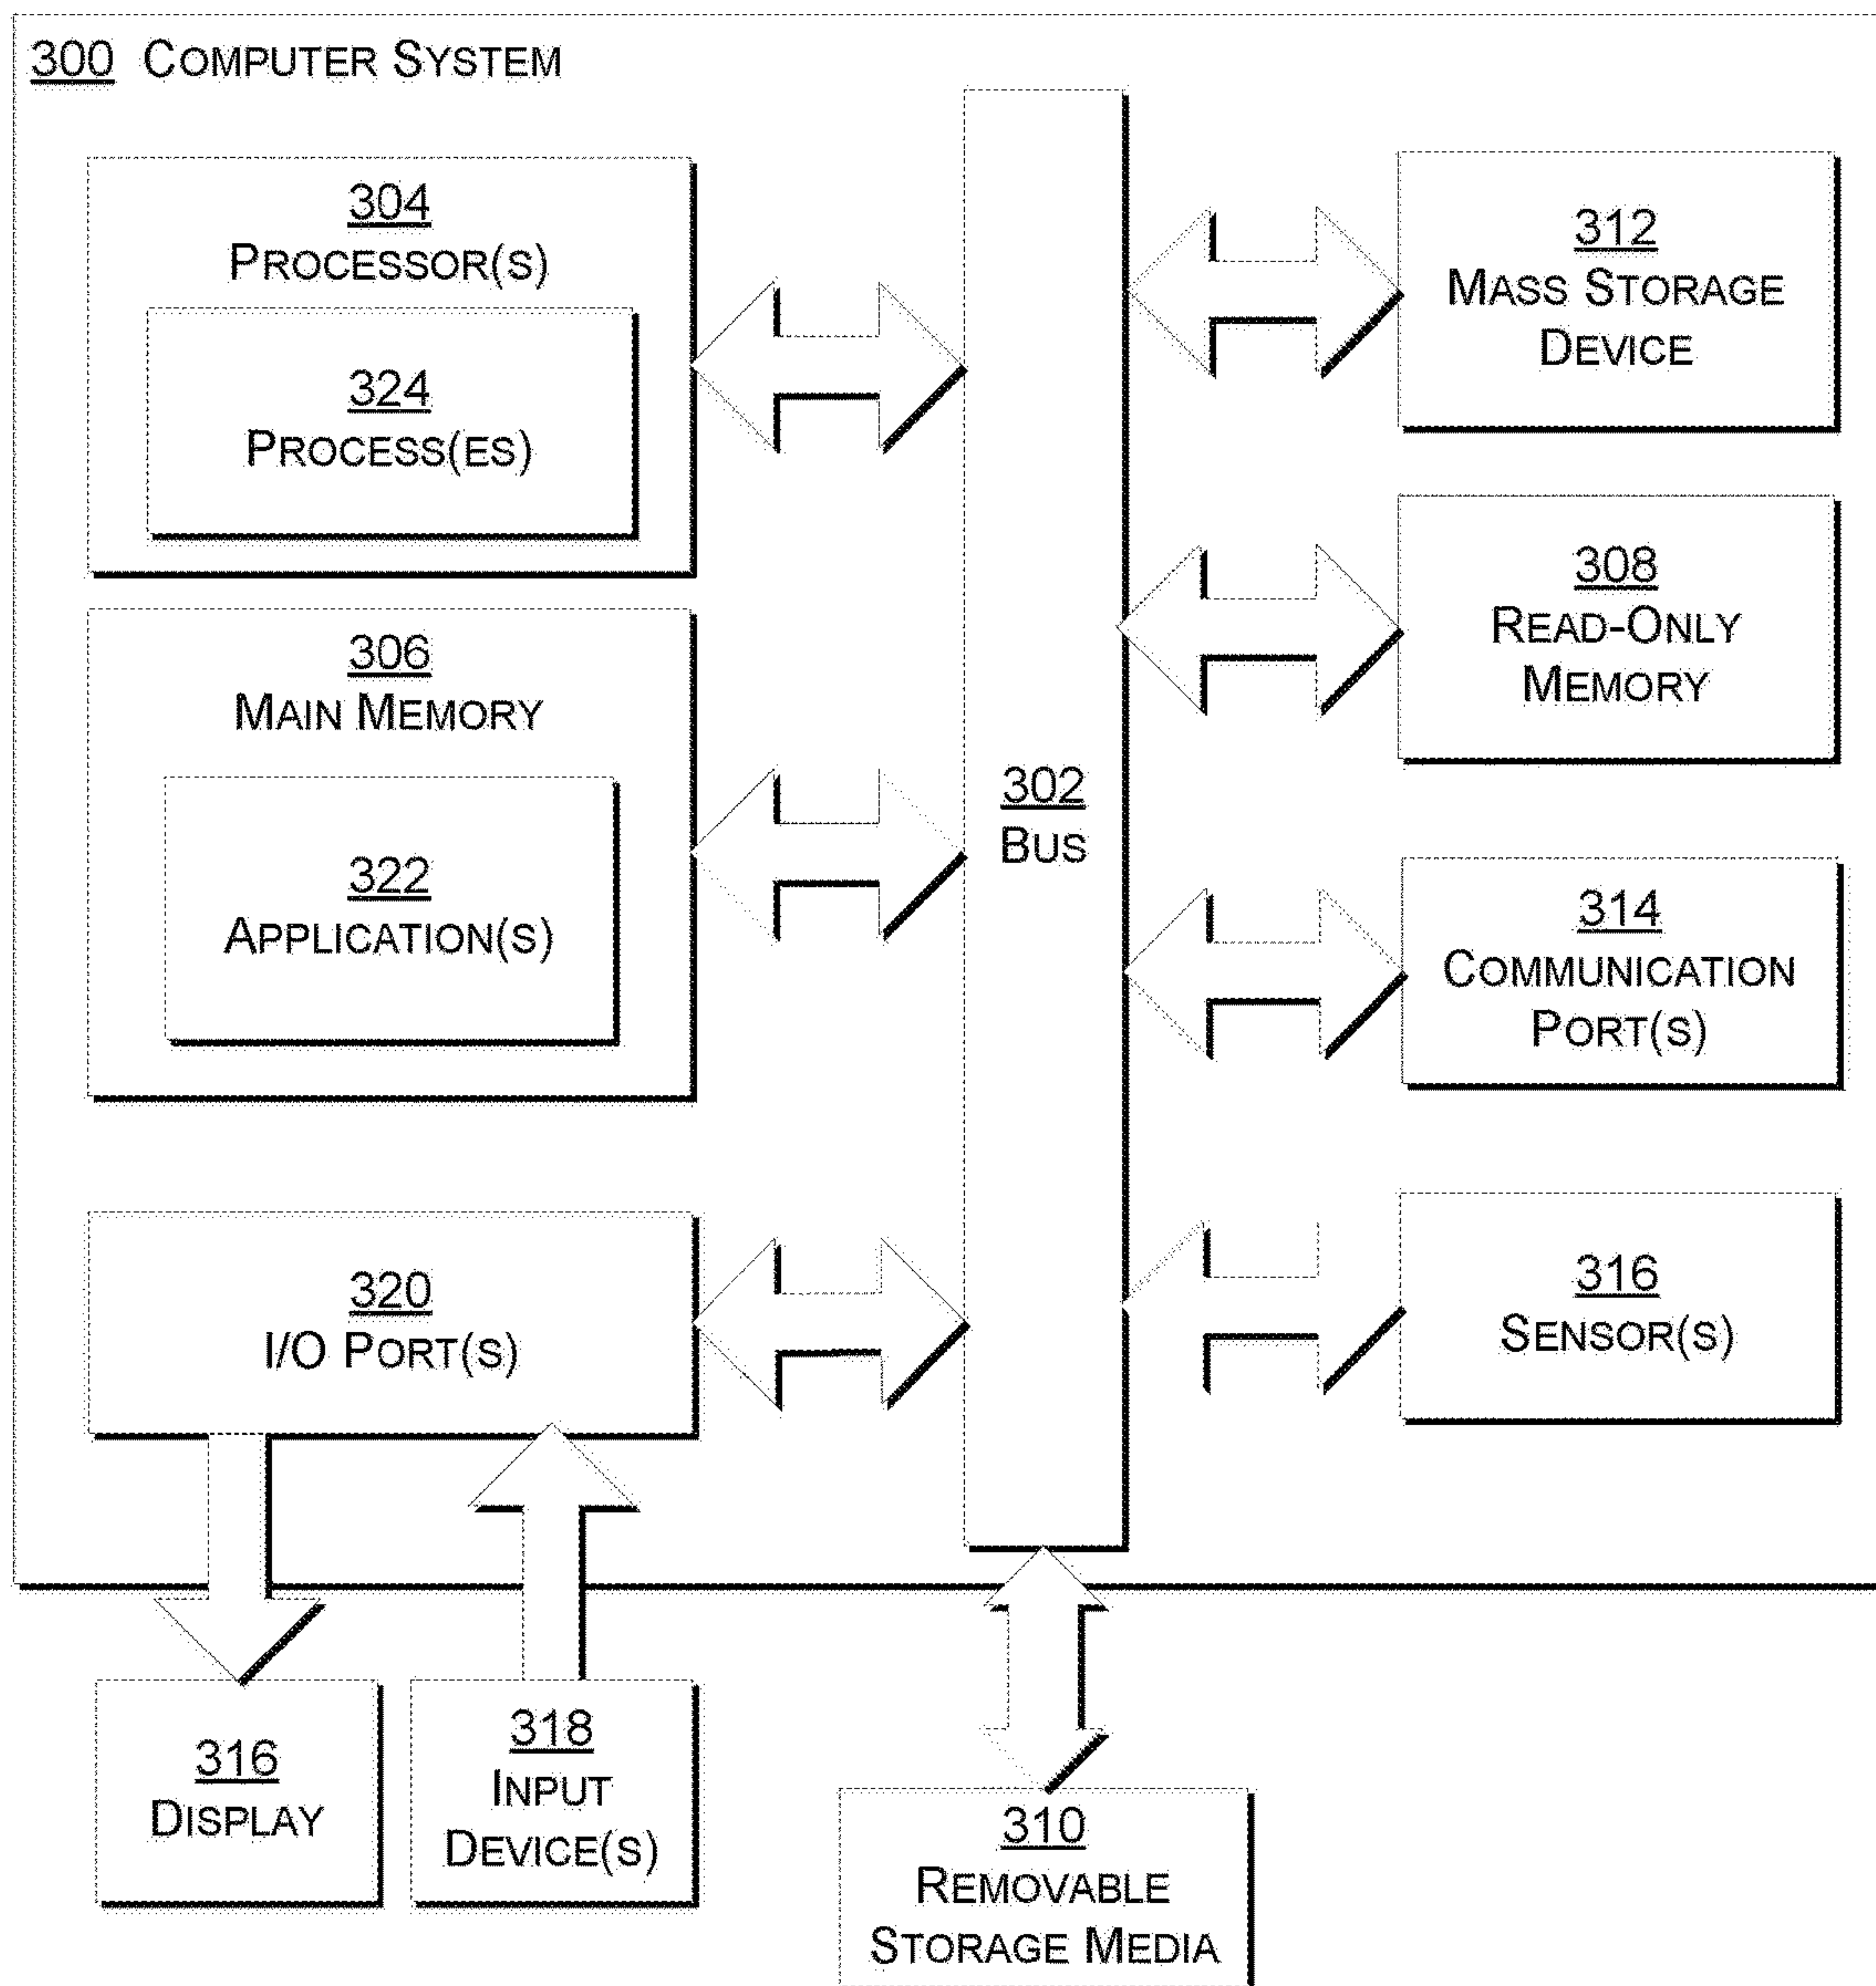 300 COMPUTER SYSTEM
304
PROCESSOR(S)
324
PROCESS(ES)
306
MAIN MEMORY
322
APPLICATION(S)
320
I/O PORT(S)
302
BUS
312
MASS STORAGE
DEVICE
308
READ-ONLY
MEMORY
314
COMMUNICATION
PORT(S)
316
SENSOR(S)
316
DISPLAY
318
INPUT
DEVICE(S)
310
REMOVABLE
STORAGE MEDIA